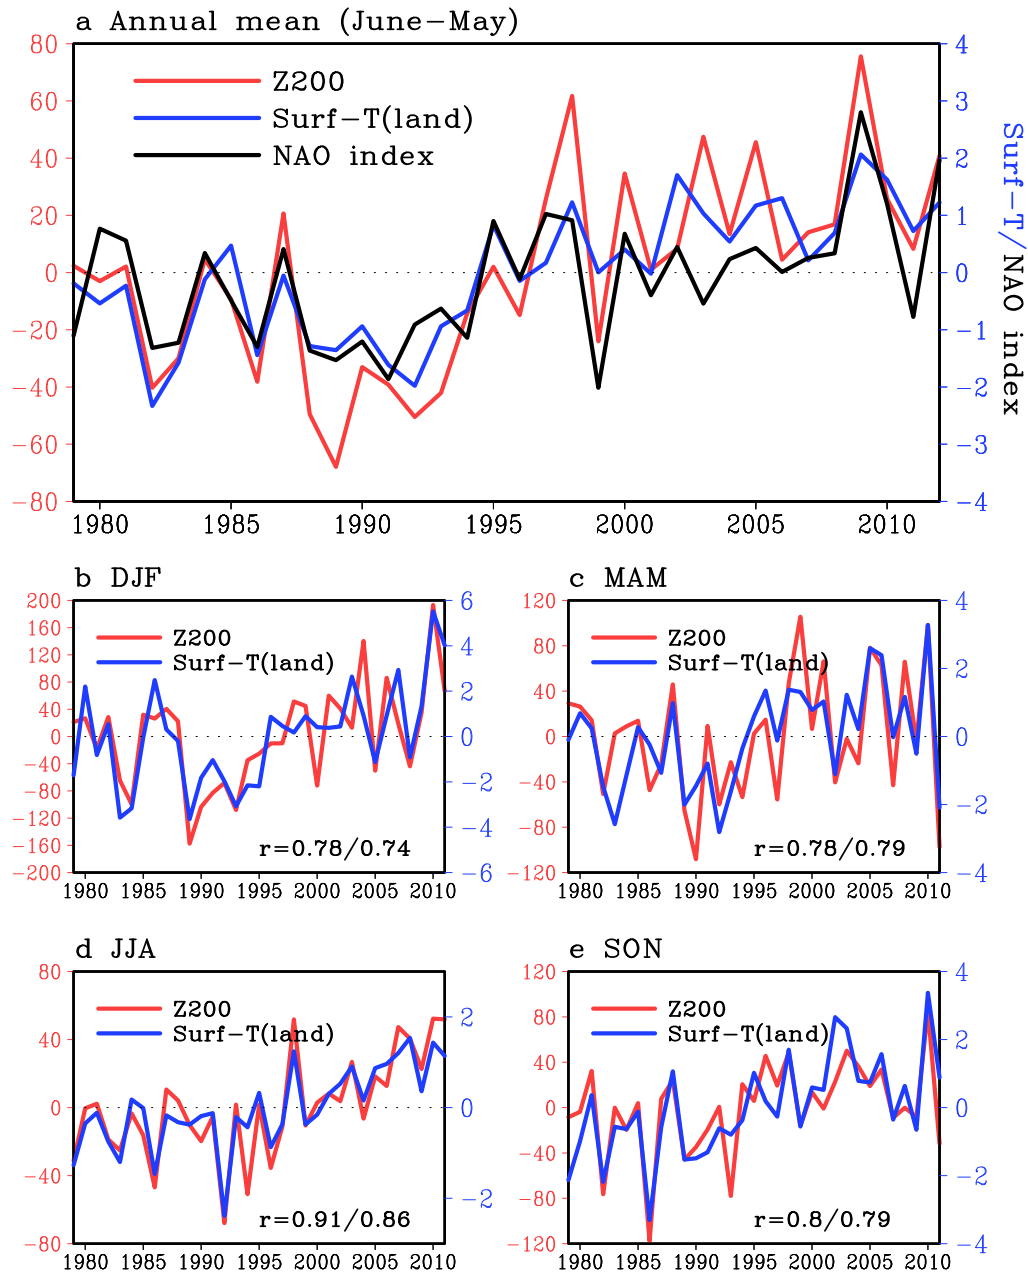 a Annual mean (June−May)
80
60
40
20
0
−20
−40
−60
−80
Z200
Surf−T(land)
NAO index
4
3
2
1
0
−1
−2
−3
−4
Surf−T/NAO index
1980 1985 1990 1995 2000 2005 2010
b DJF
200
160
120
80
40
0
−40
−80
−120
−160
−200
Z200
Surf−T(land)
r=0.78/0.74
6
4
2
0
−2
−4
−6
1980 1985 1990 1995 2000 2005 2010
c MAM
120
80
40
0
−40
−80
−120
Z200
Surf−T(land)
r=0.78/0.79
4
2
0
−2
−4
1980 1985 1990 1995 2000 2005 2010
d JJA
80
40
0
−40
−80
Z200
Surf−T(land)
r=0.91/0.86
2
0
−2
1980 1985 1990 1995 2000 2005 2010
e SON
120
80
40
0
−40
−80
−120
Z200
Surf−T(land)
r=0.8/0.79
4
2
0
−2
−4
1980 1985 1990 1995 2000 2005 2010